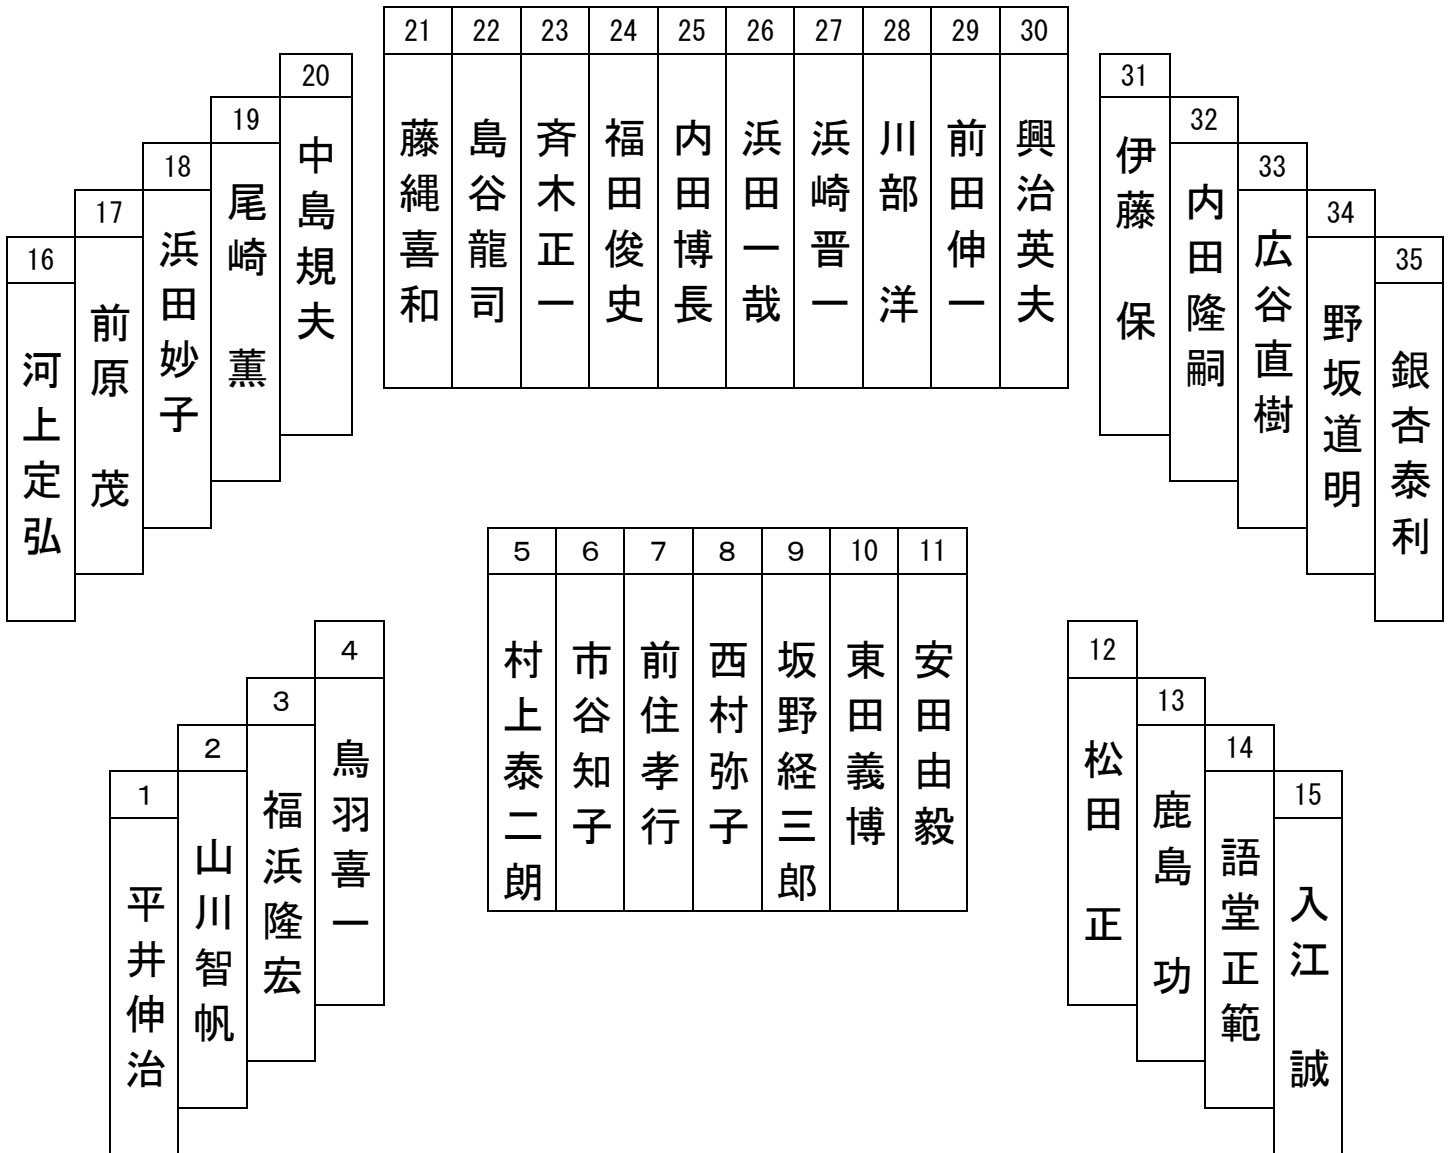 21 藤縄喜和
22 島谷龍司
23 斉木正一
24 福田俊史
25 内田博長
26 浜田一哉
27 浜崎晋一
28 川部　洋
29 前田伸一
30 興治英夫
20 中島規夫
19 尾崎　薫
18 浜田妙子
17 前原　茂
16 河上定弘
31 伊藤　保
32 内田隆嗣
33 広谷直樹
34 野坂道明
35 銀杏泰利
5 村上泰二朗
6 市谷知子
7 前住孝行
8 西村弥子
9 坂野経三郎
10 東田義博
11 安田由毅
4 鳥羽喜一
3 福浜隆宏
2 山川智帆
1 平井伸治
12 松田　正
13 鹿島　功
14 語堂正範
15 入江　誠